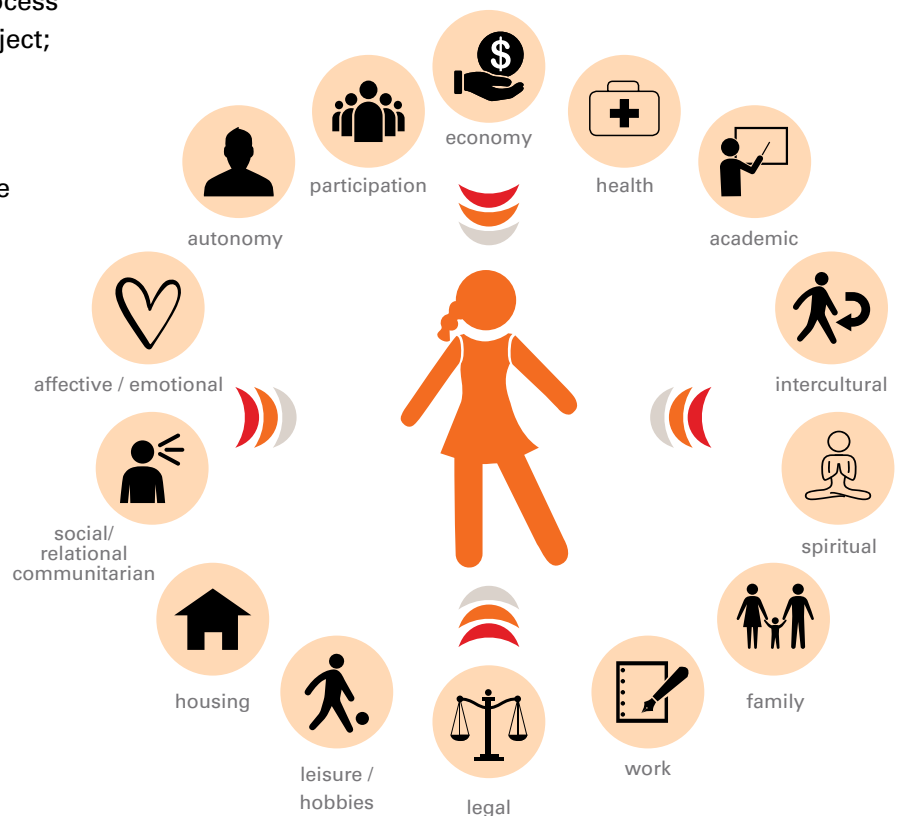 ocess
ject;
e
economy
participation
health
autonomy
academic
affective / emotional
intercultural
social/
relational
communitarian
spiritual
housing
family
leisure /
hobbies
work
legal
$